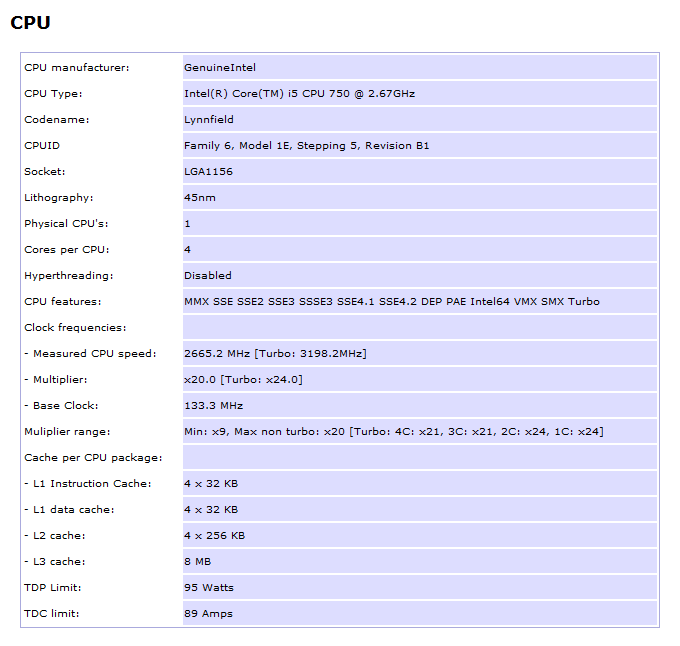 CPU
CPU manufacturer: GenuineIntel
CPU Type: Intel(R) Core(TM) i5 CPU 750 @ 2.67GHz
Codename: Lynnfield
CPUID Family 6, Model 1E, Stepping 5, Revision B1
Socket: LGA1156
Lithography: 45nm
Physical CPU's: 1
Cores per CPU: 4
Hyperthreading: Disabled
CPU features: MMX SSE SSE2 SSE3 SSSE3 SSE4.1 SSE4.2 DEP PAE Intel64 VMX SMX Turbo
Clock frequencies:
- Measured CPU speed: 2665.2 MHz [Turbo: 3198.2MHz]
- Multiplier: x20.0 [Turbo: x24.0]
- Base Clock: 133.3 MHz
Muliplier range: Min: x9, Max non turbo: x20 [Turbo: 4C: x21, 3C: x21, 2C: x24, 1C: x24]
Cache per CPU package:
- L1 Instruction Cache: 4 x 32 KB
- L1 data cache: 4 x 32 KB
- L2 cache: 4 x 256 KB
- L3 cache: 8 MB
TDP Limit: 95 Watts
TDC limit: 89 Amps